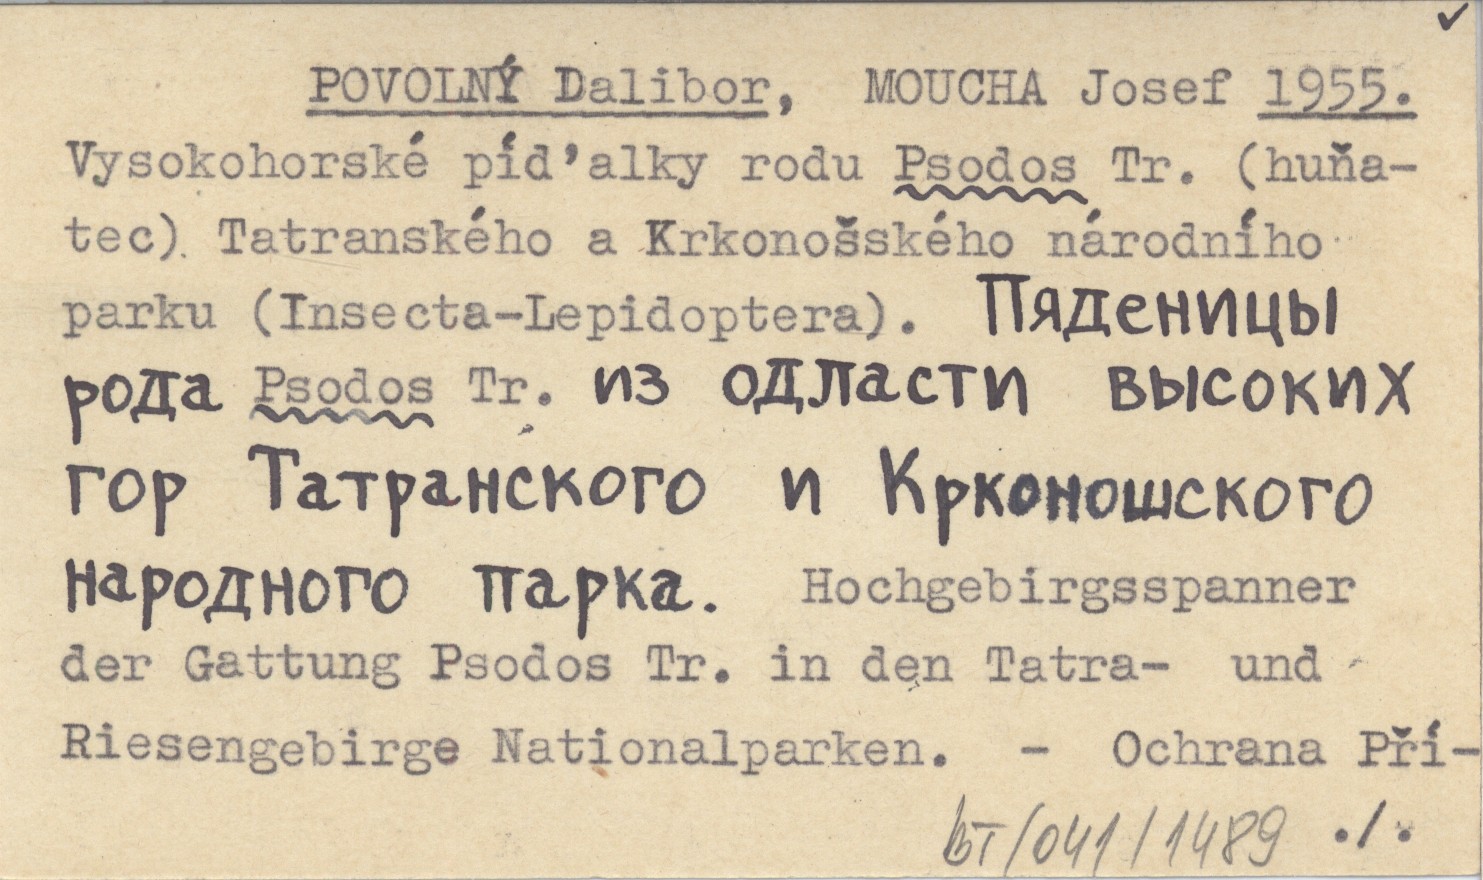 ✓
POVOLNÝ Dalibor, MOUCHA Josef 1955.
Vysokohorské píd'alky rodu Psodos Tr. (huňa-
tec). Tatranského a Krkonošského národního
parku (Insecta-Lepidoptera). Пяденицы
рода Psodos Tr. из одласти высоких
гор Татранского и Крконошского
народного парка. Hochgebirgsspanner
der Gattung Psodos Tr. in den Tatra- und
Riesengebirge Nationalparken. - Ochrana Pří-
/041/1489 ./.